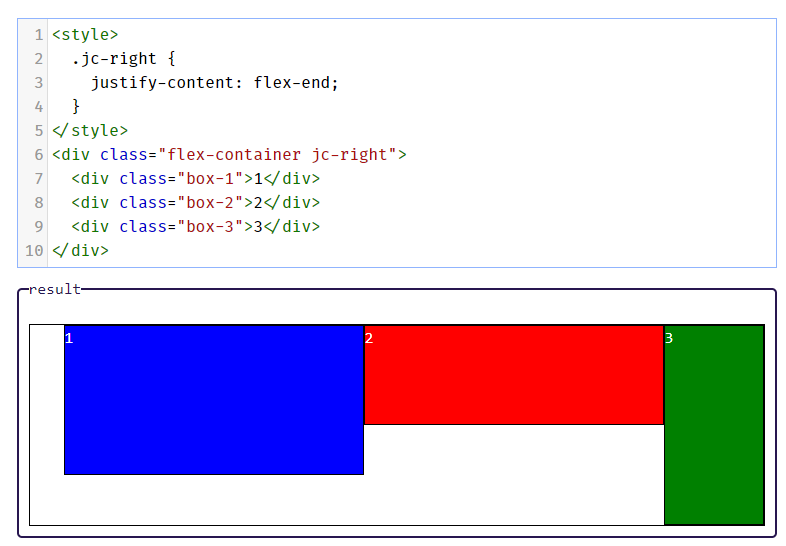 1 <style>
2   .jc-right {
3     justify-content: flex-end;
4   }
5 </style>
6 <div class="flex-container jc-right">
7   <div class="box-1">1</div>
8   <div class="box-2">2</div>
9   <div class="box-3">3</div>
10 </div>
result
1 2 3